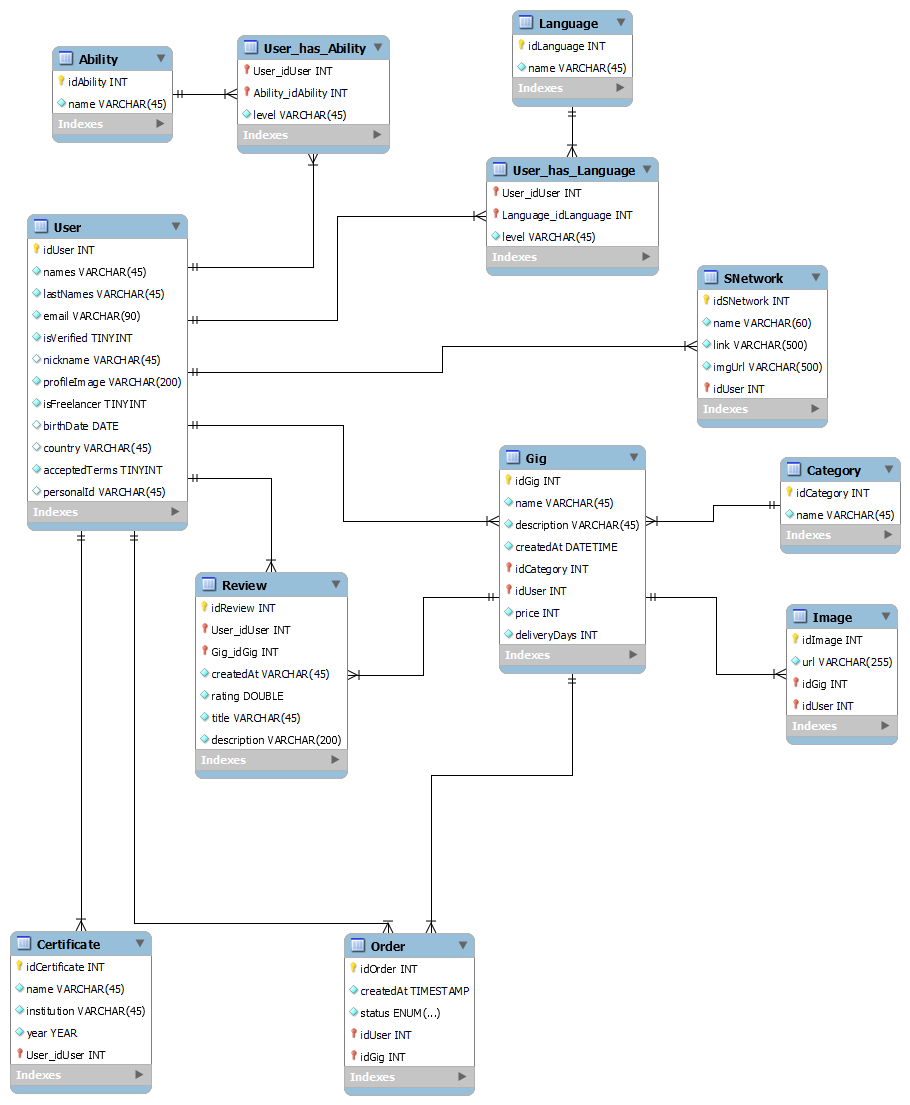 Ability
idAbility INT
name VARCHAR(45)
Indexes
User_has_Ability
User_idUser INT
Ability_idAbility INT
level VARCHAR(45)
Indexes
Language
idLanguage INT
name VARCHAR(45)
Indexes
User_has_Language
User_idUser INT
Language_idLanguage INT
level VARCHAR(45)
Indexes
User
idUser INT
names VARCHAR(45)
lastNames VARCHAR(45)
email VARCHAR(90)
isVerified TINYINT
nickname VARCHAR(45)
profileImage VARCHAR(200)
isFreelancer TINYINT
birthDate DATE
country VARCHAR(45)
acceptedTerms TINYINT
personalId VARCHAR(45)
Indexes
SNetwork
idSNetwork INT
name VARCHAR(60)
link VARCHAR(500)
imgUrl VARCHAR(500)
idUser INT
Indexes
Gig
idGig INT
name VARCHAR(45)
description VARCHAR(45)
createdAt DATETIME
idCategory INT
idUser INT
price INT
deliveryDays INT
Indexes
Category
idCategory INT
name VARCHAR(45)
Indexes
Review
idReview INT
User_idUser INT
Gig_idGig INT
createdAt VARCHAR(45)
rating DOUBLE
title VARCHAR(45)
description VARCHAR(200)
Indexes
Image
idImage INT
url VARCHAR(255)
idGig INT
idUser INT
Indexes
Certificate
idCertificate INT
name VARCHAR(45)
institution VARCHAR(45)
year YEAR
User_idUser INT
Indexes
Order
idOrder INT
createdAt TIMESTAMP
status ENUM(...)
idUser INT
idGig INT
Indexes